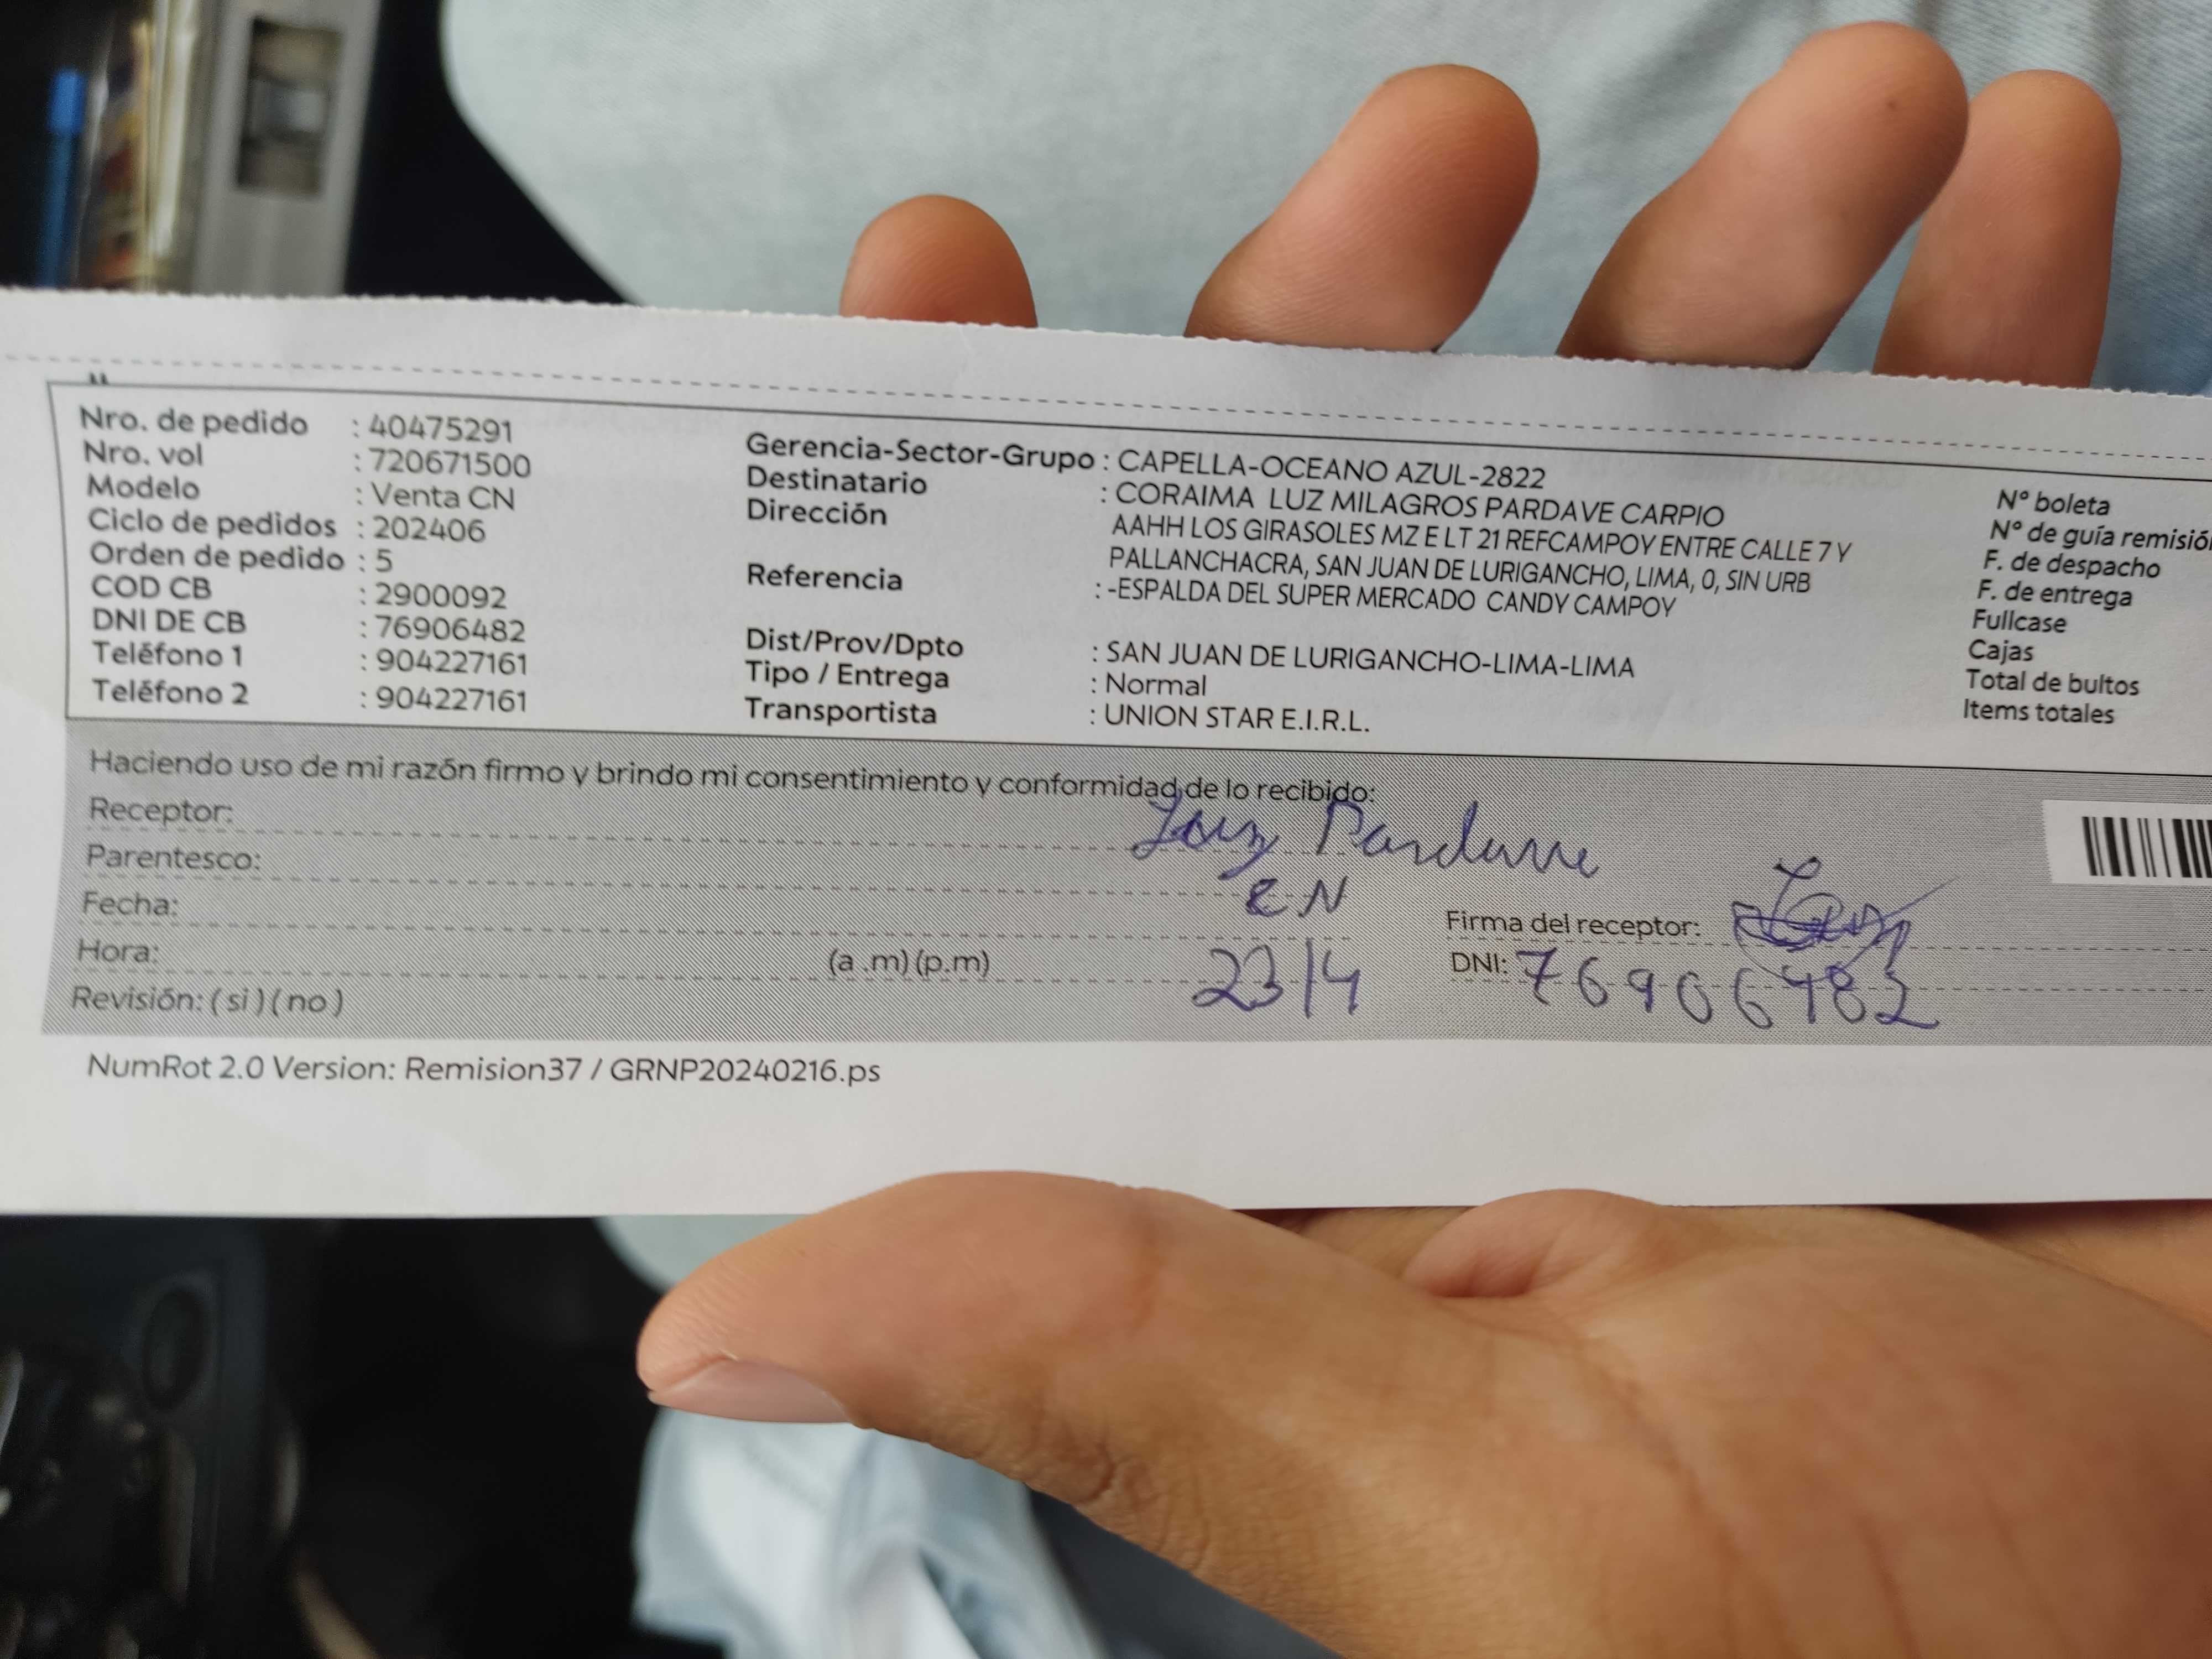 Nro. de pedido : 40475291
Nro. vol : 720671500
Modelo : Venta CN
Ciclo de pedidos : 202406
Orden de pedido : 5
COD CB : 2900092
DNI DE CB : 76906482
Teléfono 1 : 904227161
Teléfono 2 : 904227161
Gerencia-Sector-Grupo : CAPELLA-OCEANO AZUL-2822
Destinatario : CORAIMA LUZ MILAGROS PARDAVE CARPIO
Dirección AAHH LOS GIRASOLES MZ E LT 21 REFCAMPOY ENTRE CALLE 7 Y
PALLANCHACRA, SAN JUAN DE LURIGANCHO, LIMA, 0, SIN URB
Referencia : -ESPALDA DEL SUPER MERCADO CANDY CAMPOY
Dist/Prov/Dpto : SAN JUAN DE LURIGANCHO-LIMA-LIMA
Tipo / Entrega : Normal
Transportista : UNION STAR E.I.R.L.
N° boleta
N° de guía remisió
F. de despacho
F. de entrega
Fullcase
Cajas
Total de bultos
Items totales
Haciendo uso de mi razón firmo y brindo mi consentimiento y conformidad de lo recibido:
Receptor: Luz Pardave
Parentesco: CN
Fecha: 23/4
Hora: (a .m) (p.m)
Revisión: ( si ) ( no )
Firma del receptor: Luz
DNI: 76906482
NumRot 2.0 Version: Remision37 / GRNP20240216.ps